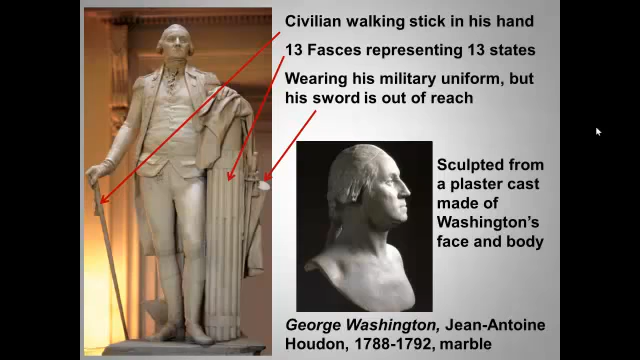 Civilian walking stick in his hand
13 Fasces representing 13 states
Wearing his military uniform, but
his sword is out of reach
Sculpted from
a plaster cast
made of
Washington's
face and body
George Washington, Jean-Antoine
Houdon, 1788-1792, marble